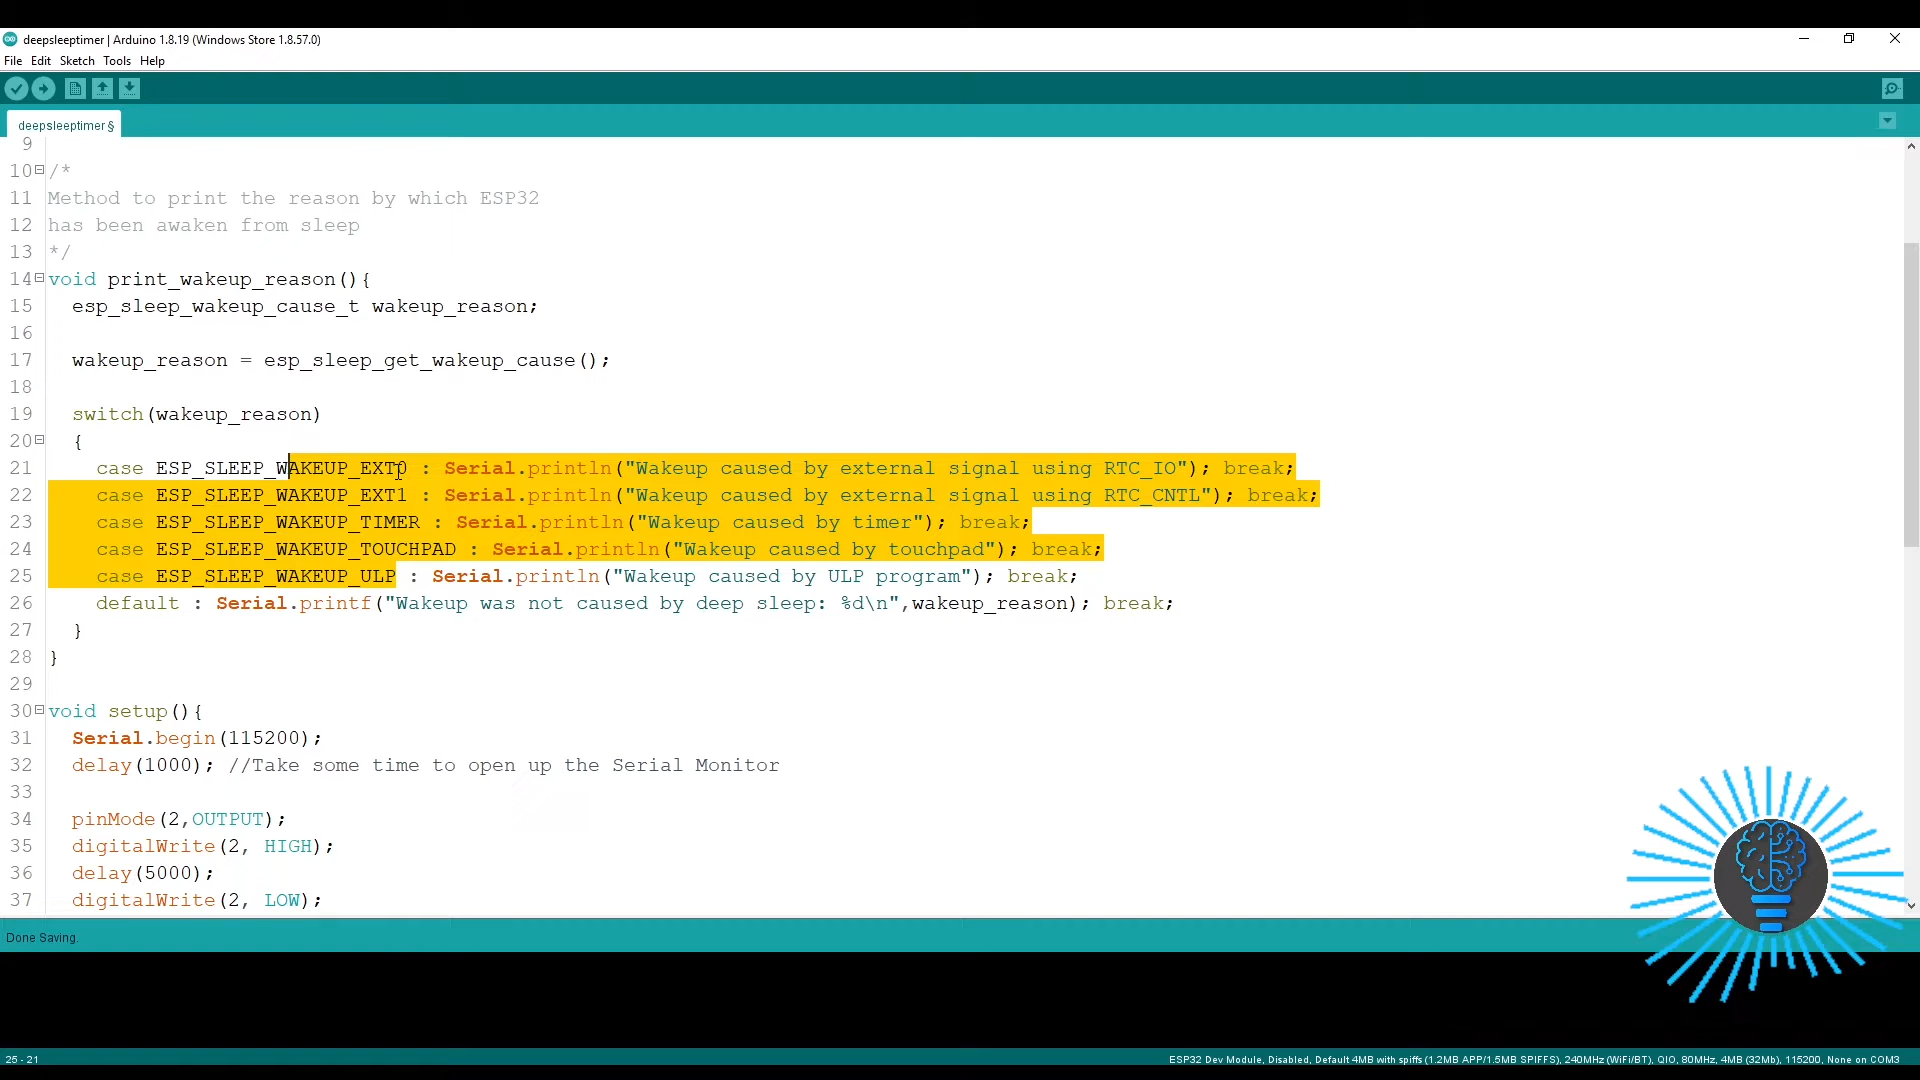 deepsleeptimer | Arduino 1.8.19 (Windows Store 1.8.57.0)
File Edit Sketch Tools Help
deepsleeptimer §
9
10 /*
11 Method to print the reason by which ESP32
12 has been awaken from sleep
13 */
14 void print_wakeup_reason(){
15   esp_sleep_wakeup_cause_t wakeup_reason;
16
17   wakeup_reason = esp_sleep_get_wakeup_cause();
18
19   switch(wakeup_reason)
20   {
21     case ESP_SLEEP_WAKEUP_EXT0 : Serial.println("Wakeup caused by external signal using RTC_IO"); break;
22     case ESP_SLEEP_WAKEUP_EXT1 : Serial.println("Wakeup caused by external signal using RTC_CNTL"); break;
23     case ESP_SLEEP_WAKEUP_TIMER : Serial.println("Wakeup caused by timer"); break;
24     case ESP_SLEEP_WAKEUP_TOUCHPAD : Serial.println("Wakeup caused by touchpad"); break;
25     case ESP_SLEEP_WAKEUP_ULP : Serial.println("Wakeup caused by ULP program"); break;
26     default : Serial.printf("Wakeup was not caused by deep sleep: %d\n",wakeup_reason); break;
27   }
28 }
29
30 void setup(){
31   Serial.begin(115200);
32   delay(1000); //Take some time to open up the Serial Monitor
33
34   pinMode(2,OUTPUT);
35   digitalWrite(2, HIGH);
36   delay(5000);
37   digitalWrite(2, LOW);
Done Saving.
25 - 21
ESP32 Dev Module, Disabled, Default 4MB with spiffs (1.2MB APP/1.5MB SPIFFS), 240MHz (WiFi/BT), QIO, 80MHz, 4MB (32Mb), 115200, None on COM3